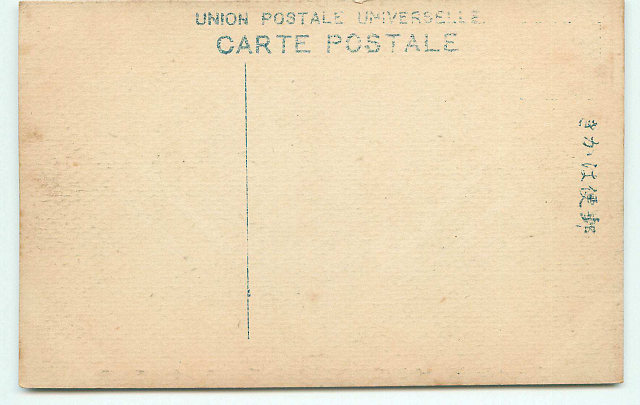 UNION POSTALE UNIVERSELLE
CARTE POSTALE
郵便はかき